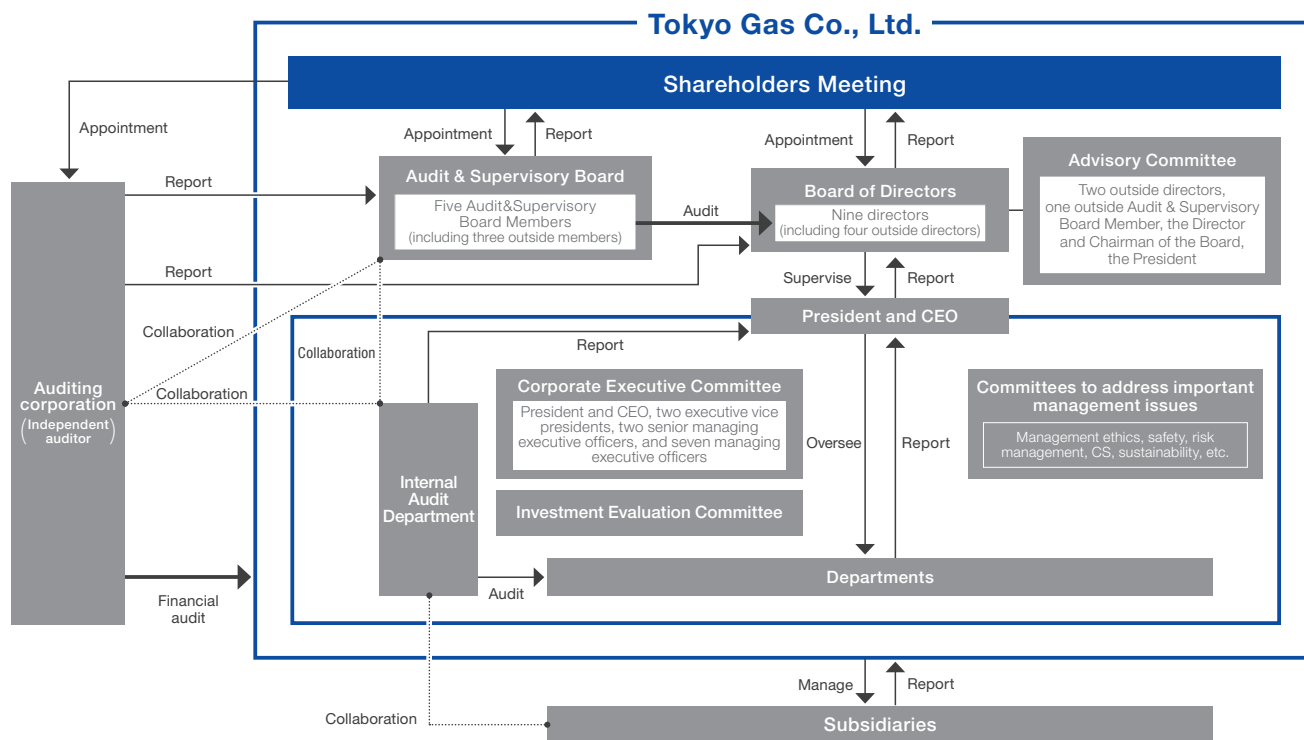 Tokyo Gas Co., Ltd.
Shareholders Meeting
Appointment
Appointment
Report
Appointment
Report
Report
Audit & Supervisory Board
Five Audit&Supervisory
Board Members
(including three outside members)
Audit
Board of Directors
Nine directors
(including four outside directors)
Advisory Committee
Two outside directors,
one outside Audit & Supervisory
Board Member, the Director
and Chairman of the Board,
the President
Report
Supervise
Report
President and CEO
Collaboration
Collaboration
Report
Auditing
corporation
(Independent
auditor)
Collaboration
Corporate Executive Committee
President and CEO, two executive vice
presidents, two senior managing
executive officers, and seven managing
executive officers
Oversee
Report
Committees to address important
management issues
Management ethics, safety, risk
management, CS, sustainability, etc.
Internal
Audit
Department
Investment Evaluation Committee
Financial
audit
Audit
Departments
Manage
Report
Collaboration
Subsidiaries